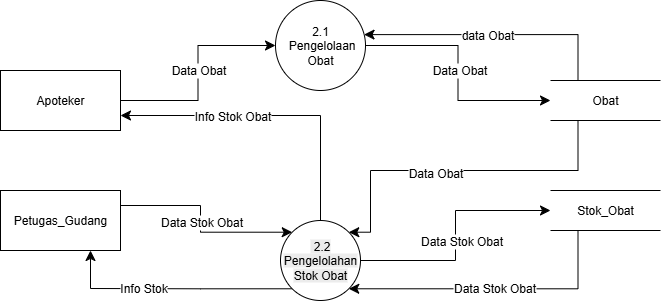 2.1
Pengelolaan
Obat
data Obat
Data Obat
Data Obat
Apoteker
Obat
Info Stok Obat
Data Obat
Petugas_Gudang
Data Stok Obat
Stok_Obat
2.2
Pengelolahan
Stok Obat
Data Stok Obat
Info Stok
Data Stok Obat